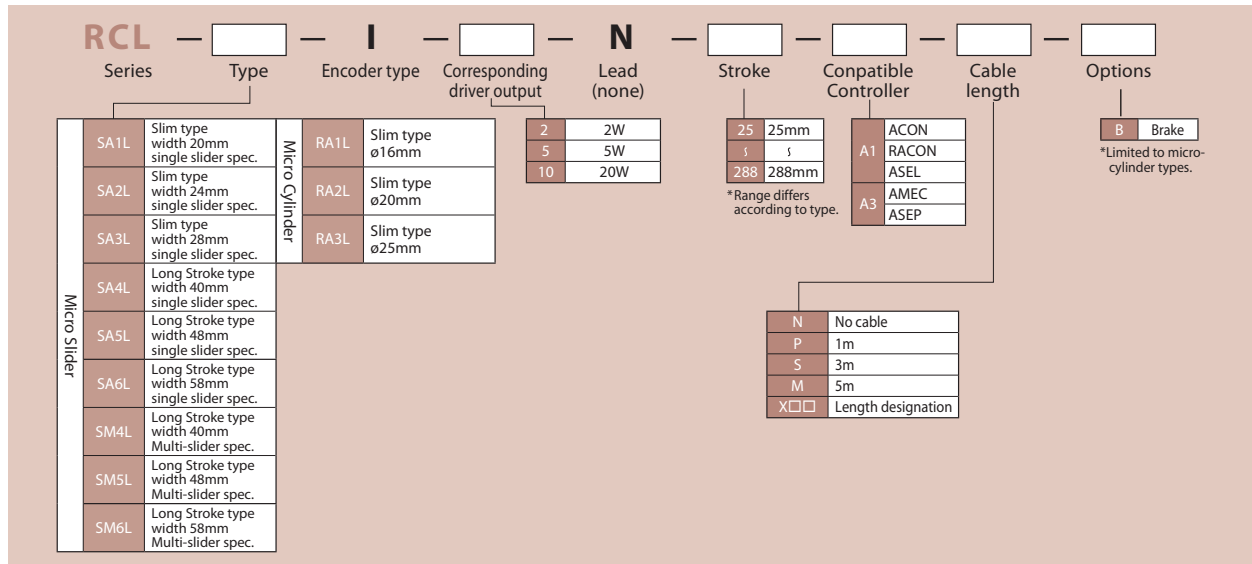 RCL — — I — — N — — — —
Series Type Encoder type Corresponding driver output Lead (none) Stroke Conpatible Controller Cable length Options
Micro Slider
SA1L Slim type
width 20mm
single slider spec.
SA2L Slim type
width 24mm
single slider spec.
SA3L Slim type
width 28mm
single slider spec.
SA4L Long Stroke type
width 40mm
single slider spec.
SA5L Long Stroke type
width 48mm
single slider spec.
SA6L Long Stroke type
width 58mm
single slider spec.
SM4L Long Stroke type
width 40mm
Multi-slider spec.
SM5L Long Stroke type
width 48mm
Multi-slider spec.
SM6L Long Stroke type
width 58mm
Multi-slider spec.
Micro Cylinder
RA1L Slim type
ø16mm
RA2L Slim type
ø20mm
RA3L Slim type
ø25mm
2 2W
5 5W
10 20W
25 25mm
⌇ ⌇
288 288mm
*Range differs
according to type.
A1 ACON
RACON
ASEL
A3 AMEC
ASEP
N No cable
P 1m
S 3m
M 5m
X□□ Length designation
B Brake
*Limited to micro-
cylinder types.